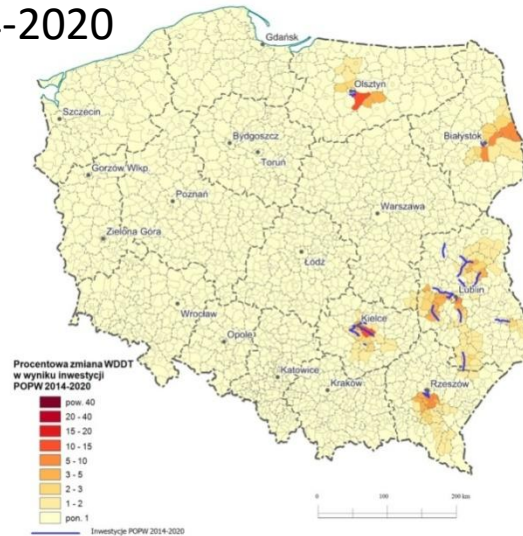 -2020
Gdańsk
Olsztyn
Szczecin
Białystok
Bydgoszcz
Toruń
Gorzów Wlkp.
Poznań
Warszawa
Zielona Góra
Łódź
Lublin
Wrocław
Kielce
Opole
Katowice
Kraków
Rzeszów
Procentowa zmiana WDDT
w wyniku inwestycji
POPW 2014-2020
pow. 40
20 - 40
15 - 20
10 - 15
5 - 10
3 - 5
2 - 3
1 - 2
pon. 1
Inwestycje POPW 2014-2020
0 100 200 km